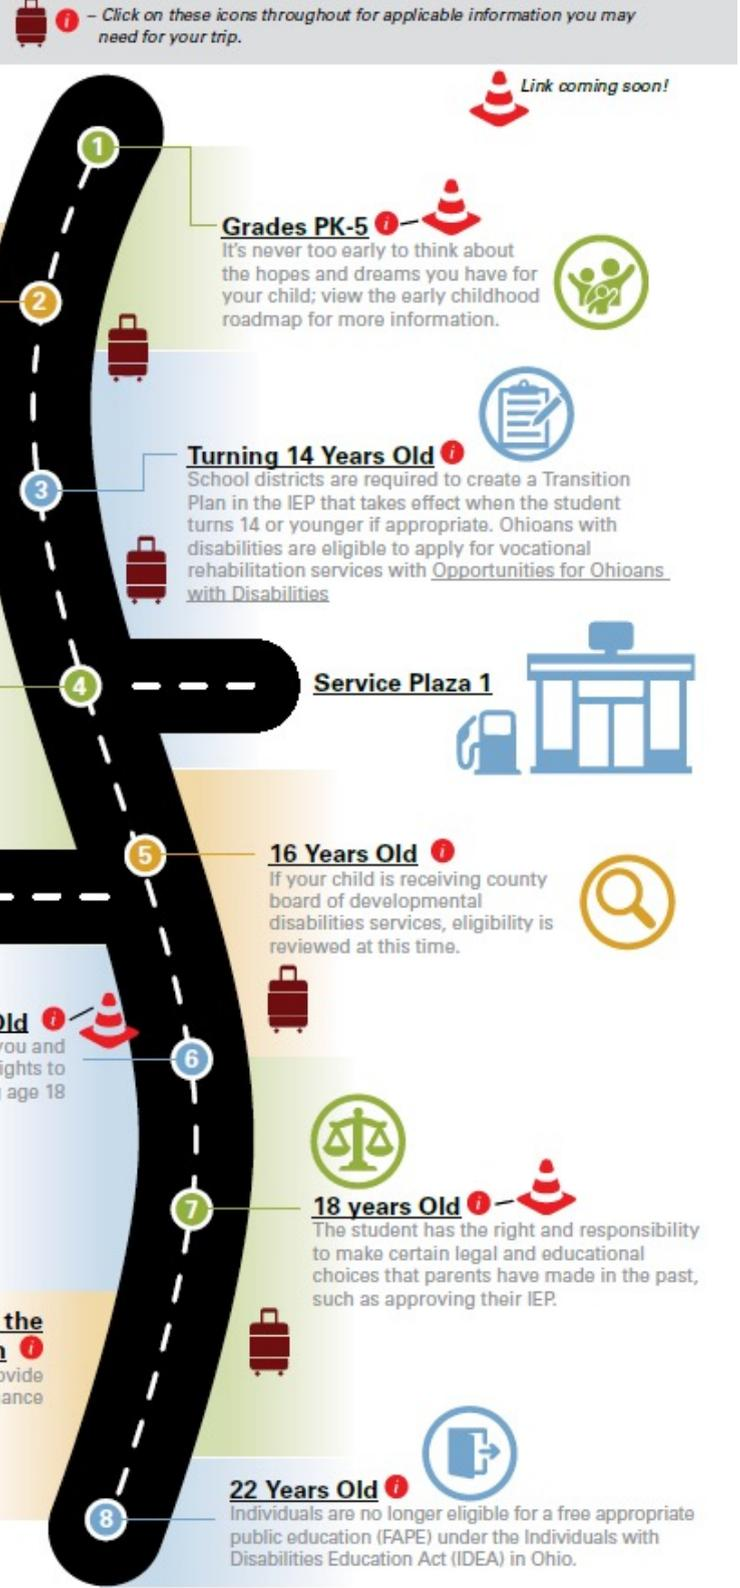 i – Click on these icons throughout for applicable information you may
need for your trip.
Link coming soon!
1
Grades PK-5 i
It's never too early to think about
the hopes and dreams you have for
your child; view the early childhood
roadmap for more information.
2
Turning 14 Years Old i
3
School districts are required to create a Transition
Plan in the IEP that takes effect when the student
turns 14 or younger if appropriate. Ohioans with
disabilities are eligible to apply for vocational
rehabilitation services with Opportunities for Ohioans
with Disabilities
4
Service Plaza 1
5
16 Years Old i
If your child is receiving county
board of developmental
disabilities services, eligibility is
reviewed at this time.
Old i
you and
ights to
age 18
6
7
18 years Old i
The student has the right and responsibility
to make certain legal and educational
choices that parents have made in the past,
such as approving their IEP.
the
i
ovide
ance
22 Years Old i
8
Individuals are no longer eligible for a free appropriate
public education (FAPE) under the Individuals with
Disabilities Education Act (IDEA) in Ohio.